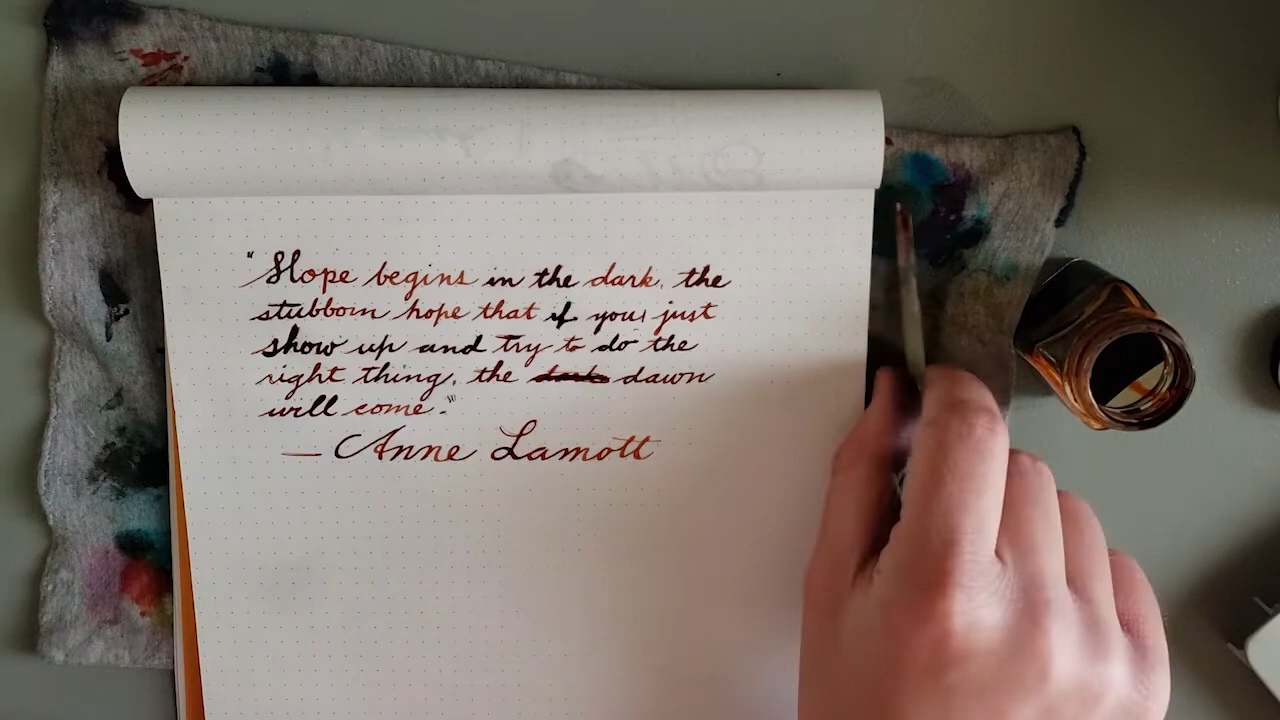 "Hope begins in the dark, the
stubborn hope that if you just
show up and try to do the
right thing, the dark dawn
will come."
— Anne Lamott